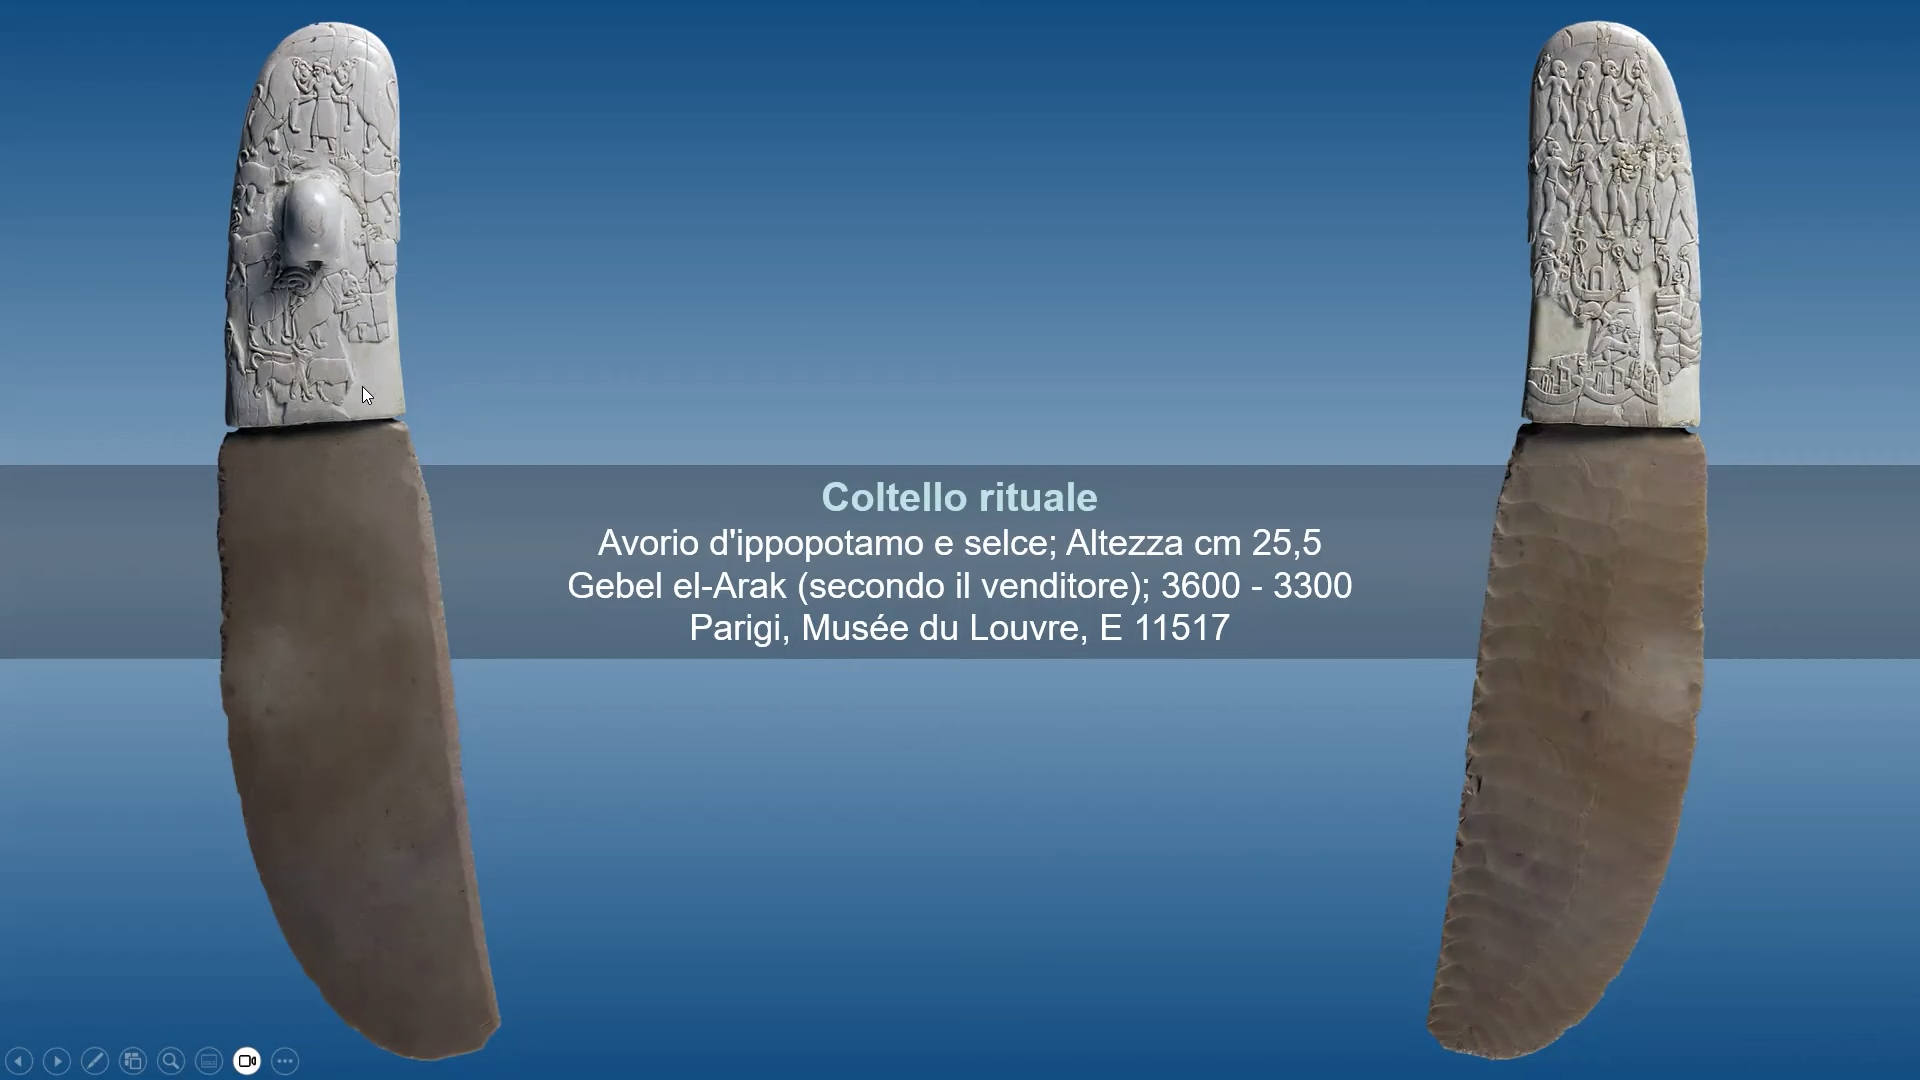 Coltello rituale
Avorio d'ippopotamo e selce; Altezza cm 25,5
Gebel el-Arak (secondo il venditore); 3600 - 3300
Parigi, Musée du Louvre, E 11517